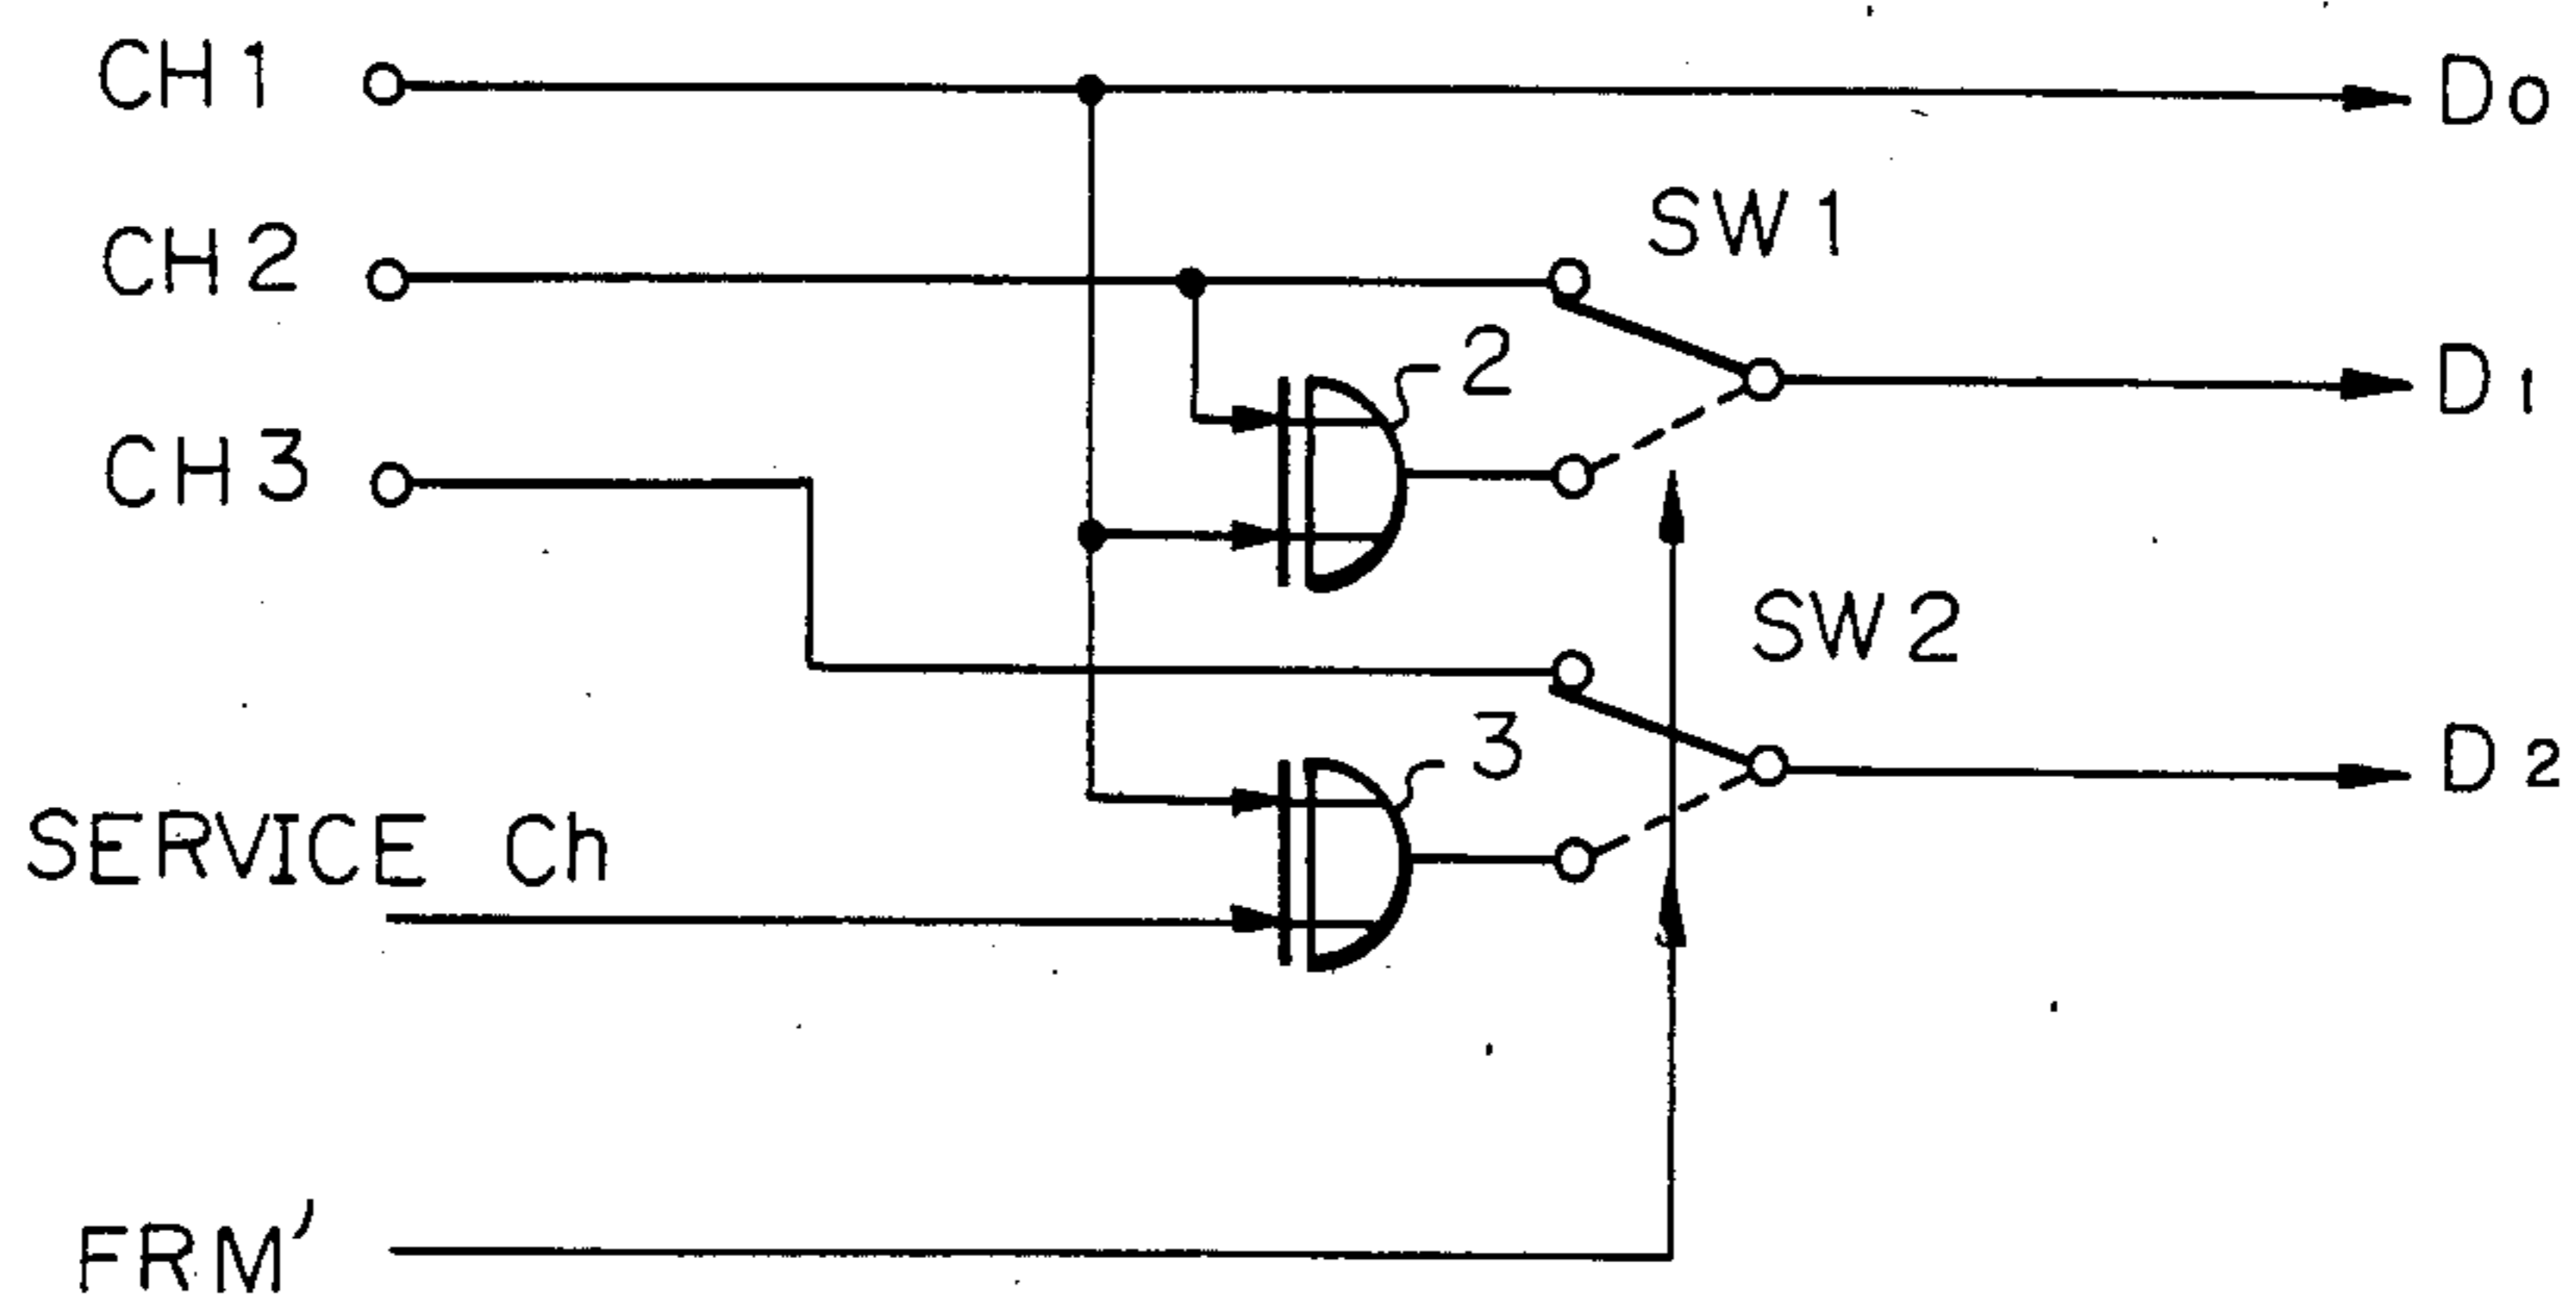 CH1
Do
CH2
SW1
2
D1
CH3
SW2
3
D2
SERVICE Ch
FRM'